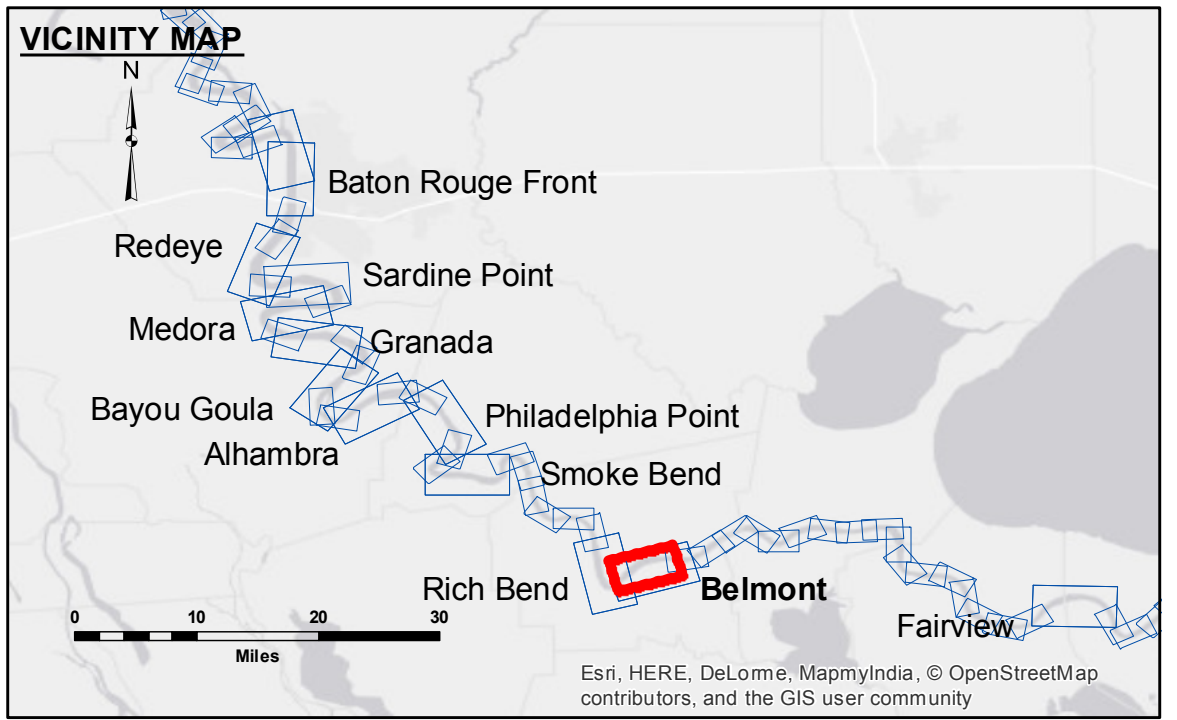 VICINITY MAP
N
Baton Rouge Front
Redeye
Sardine Point
Medora
Granada
Bayou Goula
Philadelphia Point
Alhambra
Smoke Bend
Rich Bend
Belmont
Fairview
0 10 20 30
Miles
Esri, HERE, DeLorme, MapmyIndia, © OpenStreetMap
contributors, and the GIS user community